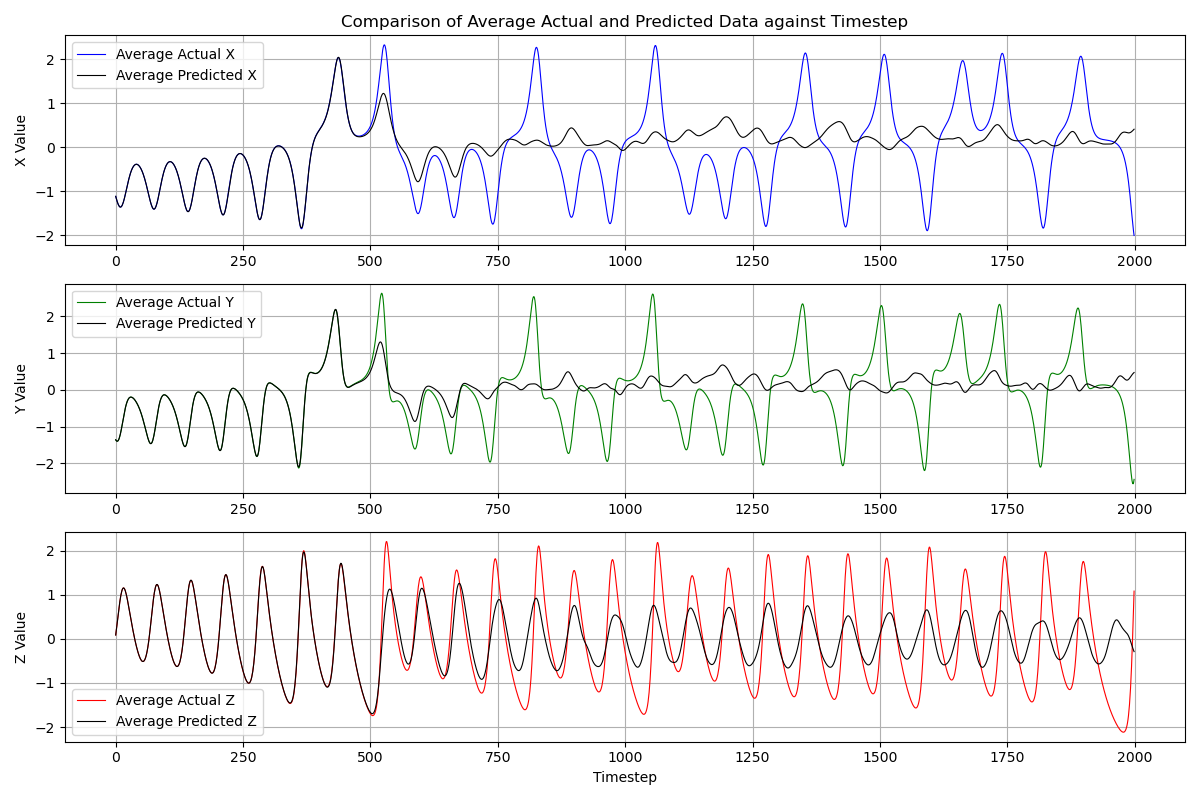 Comparison of Average Actual and Predicted Data against Timestep
Average Actual X
Average Predicted X
X Value
2
1
0
−1
−2
0 250 500 750 1000 1250 1500 1750 2000
Average Actual Y
Average Predicted Y
Y Value
2
1
0
−1
−2
0 250 500 750 1000 1250 1500 1750 2000
Z Value
2
1
0
−1
−2
Average Actual Z
Average Predicted Z
0 250 500 750 1000 1250 1500 1750 2000
Timestep